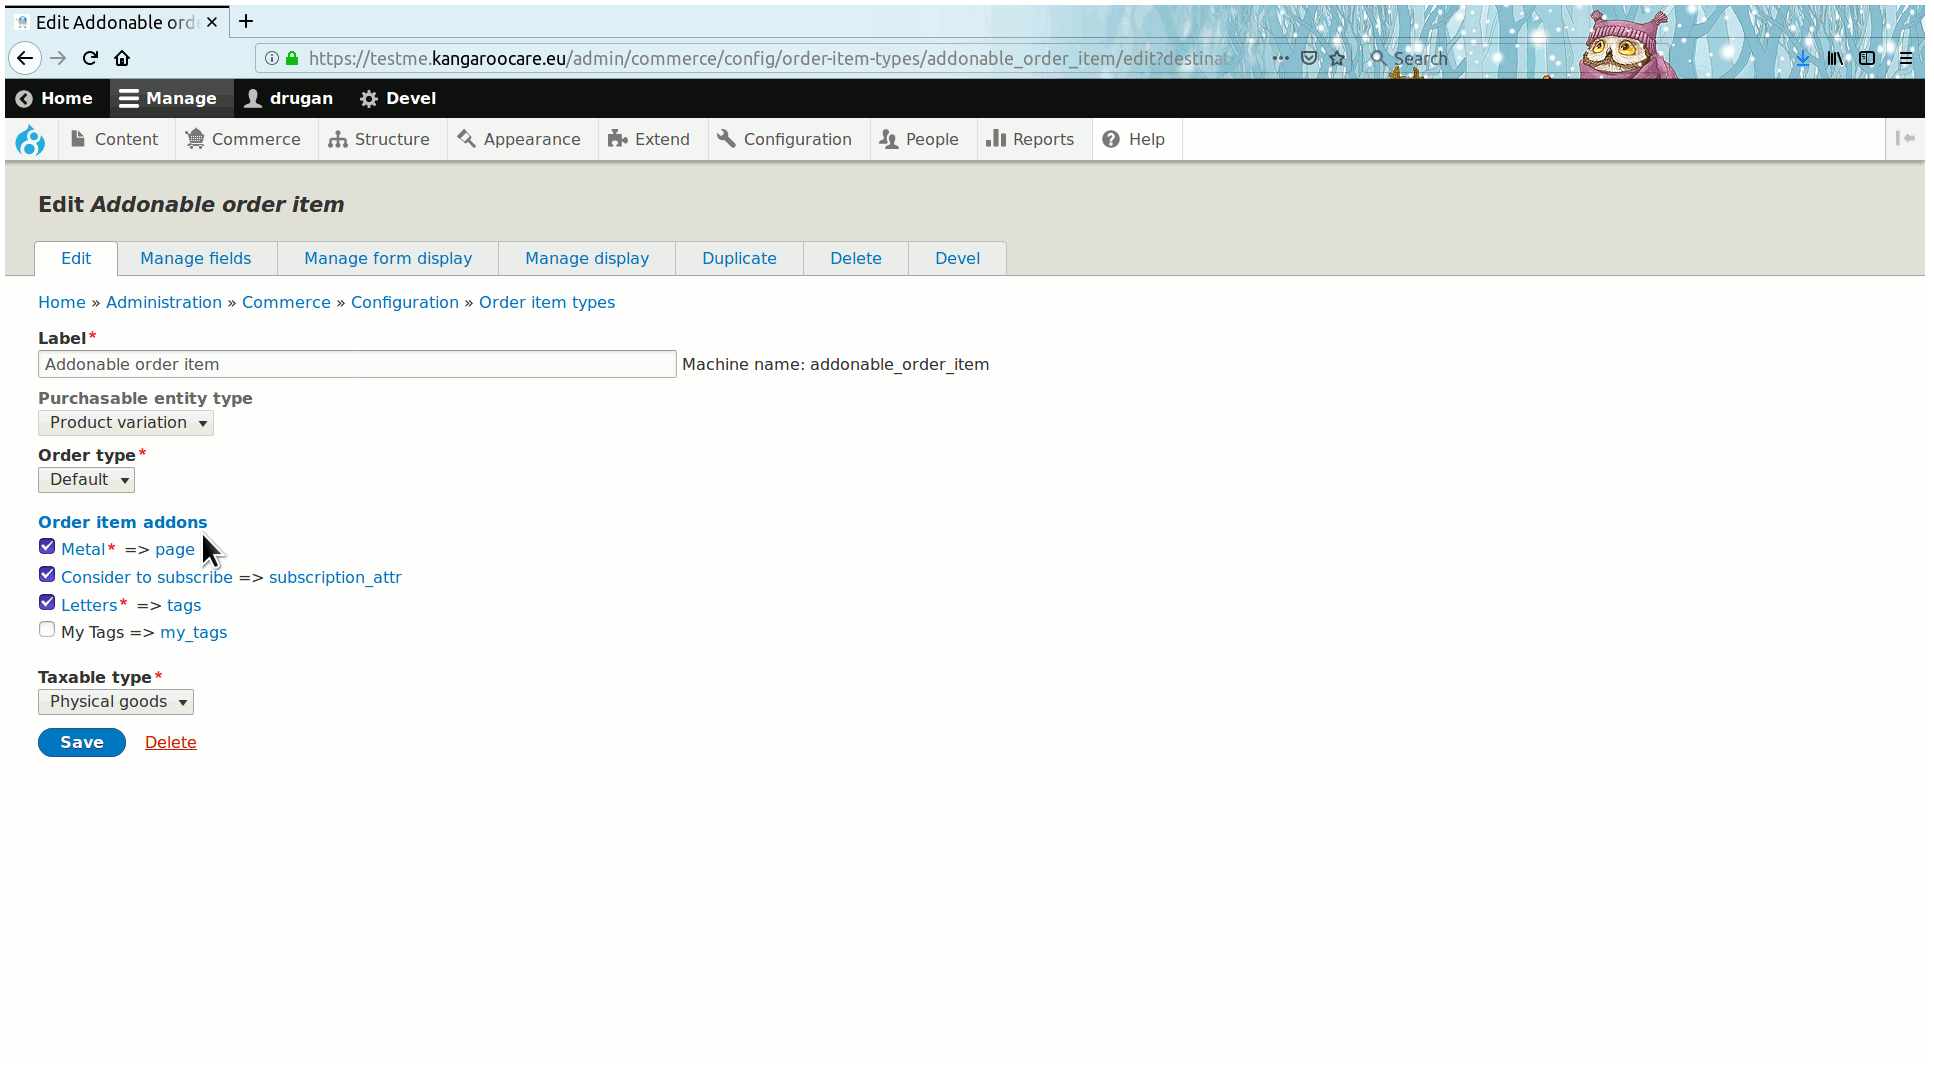 Edit Addonable ord
https://testme.kangaroocare.eu/admin/commerce/config/order-item-types/addonable_order_item/edit?destinat
Search
Home Manage drugan Devel
Content Commerce Structure Appearance Extend Configuration People Reports Help
Edit Addonable order item
Edit Manage fields Manage form display Manage display Duplicate Delete Devel
Home » Administration » Commerce » Configuration » Order item types
Label*
Addonable order item Machine name: addonable_order_item
Purchasable entity type
Product variation
Order type*
Default
Order item addons
Metal* => page
Consider to subscribe => subscription_attr
Letters* => tags
My Tags => my_tags
Taxable type*
Physical goods
Save Delete